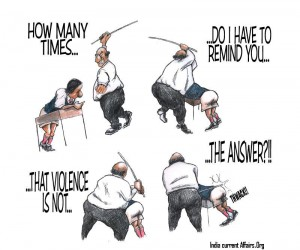 HOW MANY
TIMES...
...DO I HAVE TO
REMIND YOU...
...THAT VIOLENCE
IS NOT...
...THE ANSWER?!!
THWACK!!
India current Affairs.Org